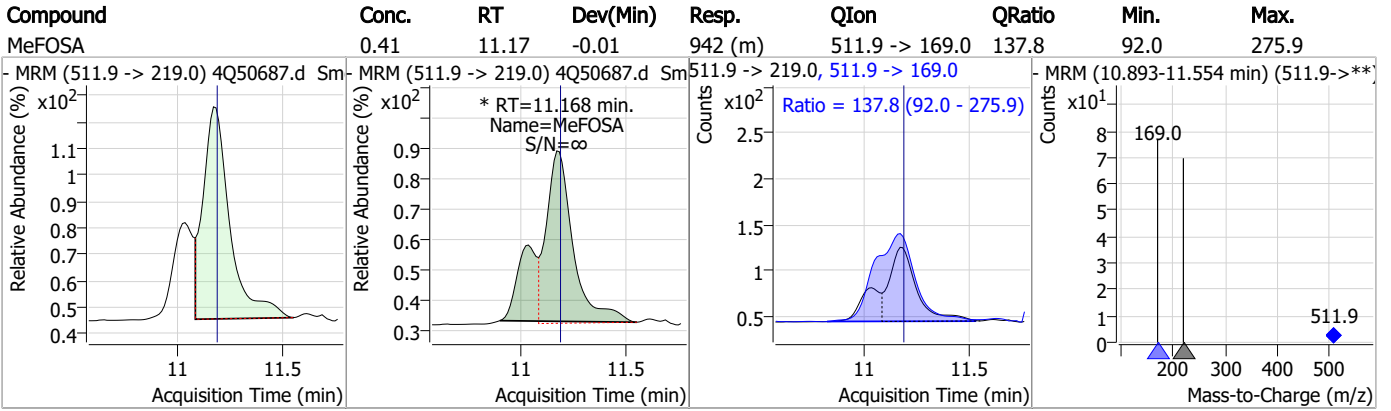 Compound Conc. RT Dev(Min) Resp. QIon QRatio Min. Max.
MeFOSA 0.41 11.17 -0.01 942 (m) 511.9 -> 169.0 137.8 92.0 275.9
- MRM (511.9 -> 219.0) 4Q50687.d Sm
Relative Abundance (%)
x10²
1.1
1
0.9
0.8
0.7
0.6
0.5
0.4
11 11.5
Acquisition Time (min)
- MRM (511.9 -> 219.0) 4Q50687.d Sm
Relative Abundance (%)
x10²
* RT=11.168 min.
Name=MeFOSA
S/N=∞
0.9
0.8
0.7
0.6
0.5
0.4
0.3
11 11.5
Acquisition Time (min)
511.9 -> 219.0, 511.9 -> 169.0
Counts
x10²
Ratio = 137.8 (92.0 - 275.9)
2.5
2
1.5
1
0.5
11 11.5
Acquisition Time (min)
- MRM (10.893-11.554 min) (511.9->**)
Counts
x10¹
8
7
6
5
4
3
2
1
0
169.0
511.9
200 300 400 500
Mass-to-Charge (m/z)